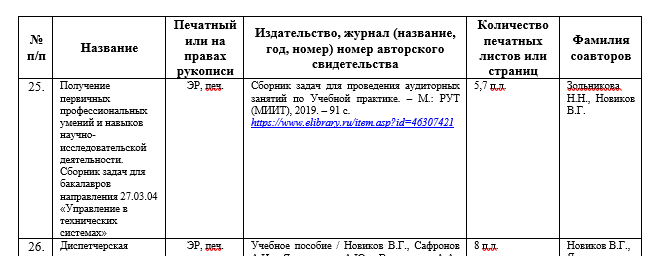 № п/п
Название
Печатный или на правах рукописи
Издательство, журнал (название, год, номер) номер авторского свидетельства
Количество печатных листов или страниц
Фамилия соавторов
25.
Получение
первичных
профессиональных
умений и навыков
научно-
исследовательской
деятельности.
Сборник задач для
бакалавров
направления 27.03.04
«Управление в
технических
системах»
ЭР, печ.
Сборник задач для проведения аудиторных
занятий по Учебной практике. – М.: РУТ
(МИИТ), 2019. – 91 с.
https://www.elibrary.ru/item.asp?id=46307421
5,7 п.л.
Зольникова
Н.Н., Новиков
В.Г.
26.
Диспетчерская
ЭР, печ.
Учебное пособие / Новиков В.Г., Сафронов
8 п.л.
Новиков В.Г.,